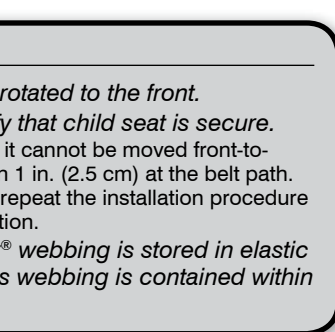 rotated to the front.
that child seat is secure.
it cannot be moved front-to-
1 in. (2.5 cm) at the belt path.
repeat the installation procedure
® webbing is stored in elastic
webbing is contained within